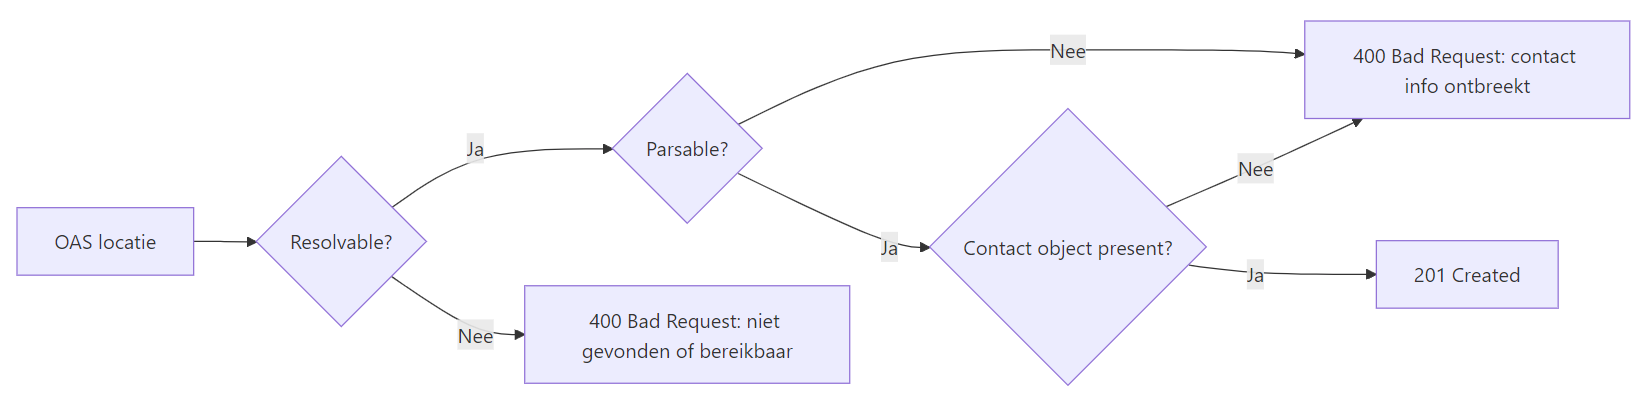 OAS locatie
Resolvable?
Ja
Nee
400 Bad Request: niet
gevonden of bereikbaar
Parsable?
Nee
Ja
Contact object present?
Nee
Ja
400 Bad Request: contact
info ontbreekt
201 Created